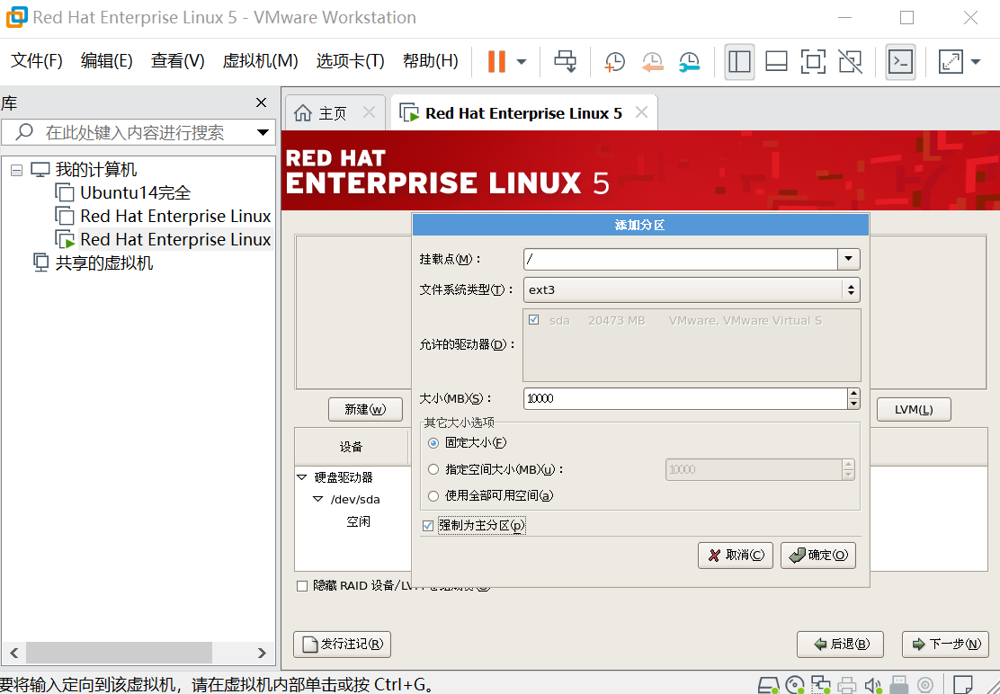 Red Hat Enterprise Linux 5 - VMware Workstation
文件(F) 编辑(E) 查看(V) 虚拟机(M) 选项卡(T) 帮助(H)
库
在此处键入内容进行搜索
我的计算机
Ubuntu14完全
Red Hat Enterprise Linux
Red Hat Enterprise Linux
共享的虚拟机
主页 Red Hat Enterprise Linux 5
RED HAT
ENTERPRISE LINUX 5
添加分区
挂载点(M)： /
文件系统类型(T)： ext3
允许的驱动器(D)： sda 20473 MB VMware, VMware Virtual S
大小(MB)(S)： 10000
其它大小选项
固定大小(F)
指定空间大小(MB)(u)： 10000
使用全部可用空间(a)
强制为主分区(p)
取消(C) 确定(O)
新建(w) LVM(L)
设备
硬盘驱动器
/dev/sda
空闲
隐藏 RAID 设备/LV
发行注记(R) 后退(B) 下一步(N)
要将输入定向到该虚拟机，请在虚拟机内部单击或按 Ctrl+G。